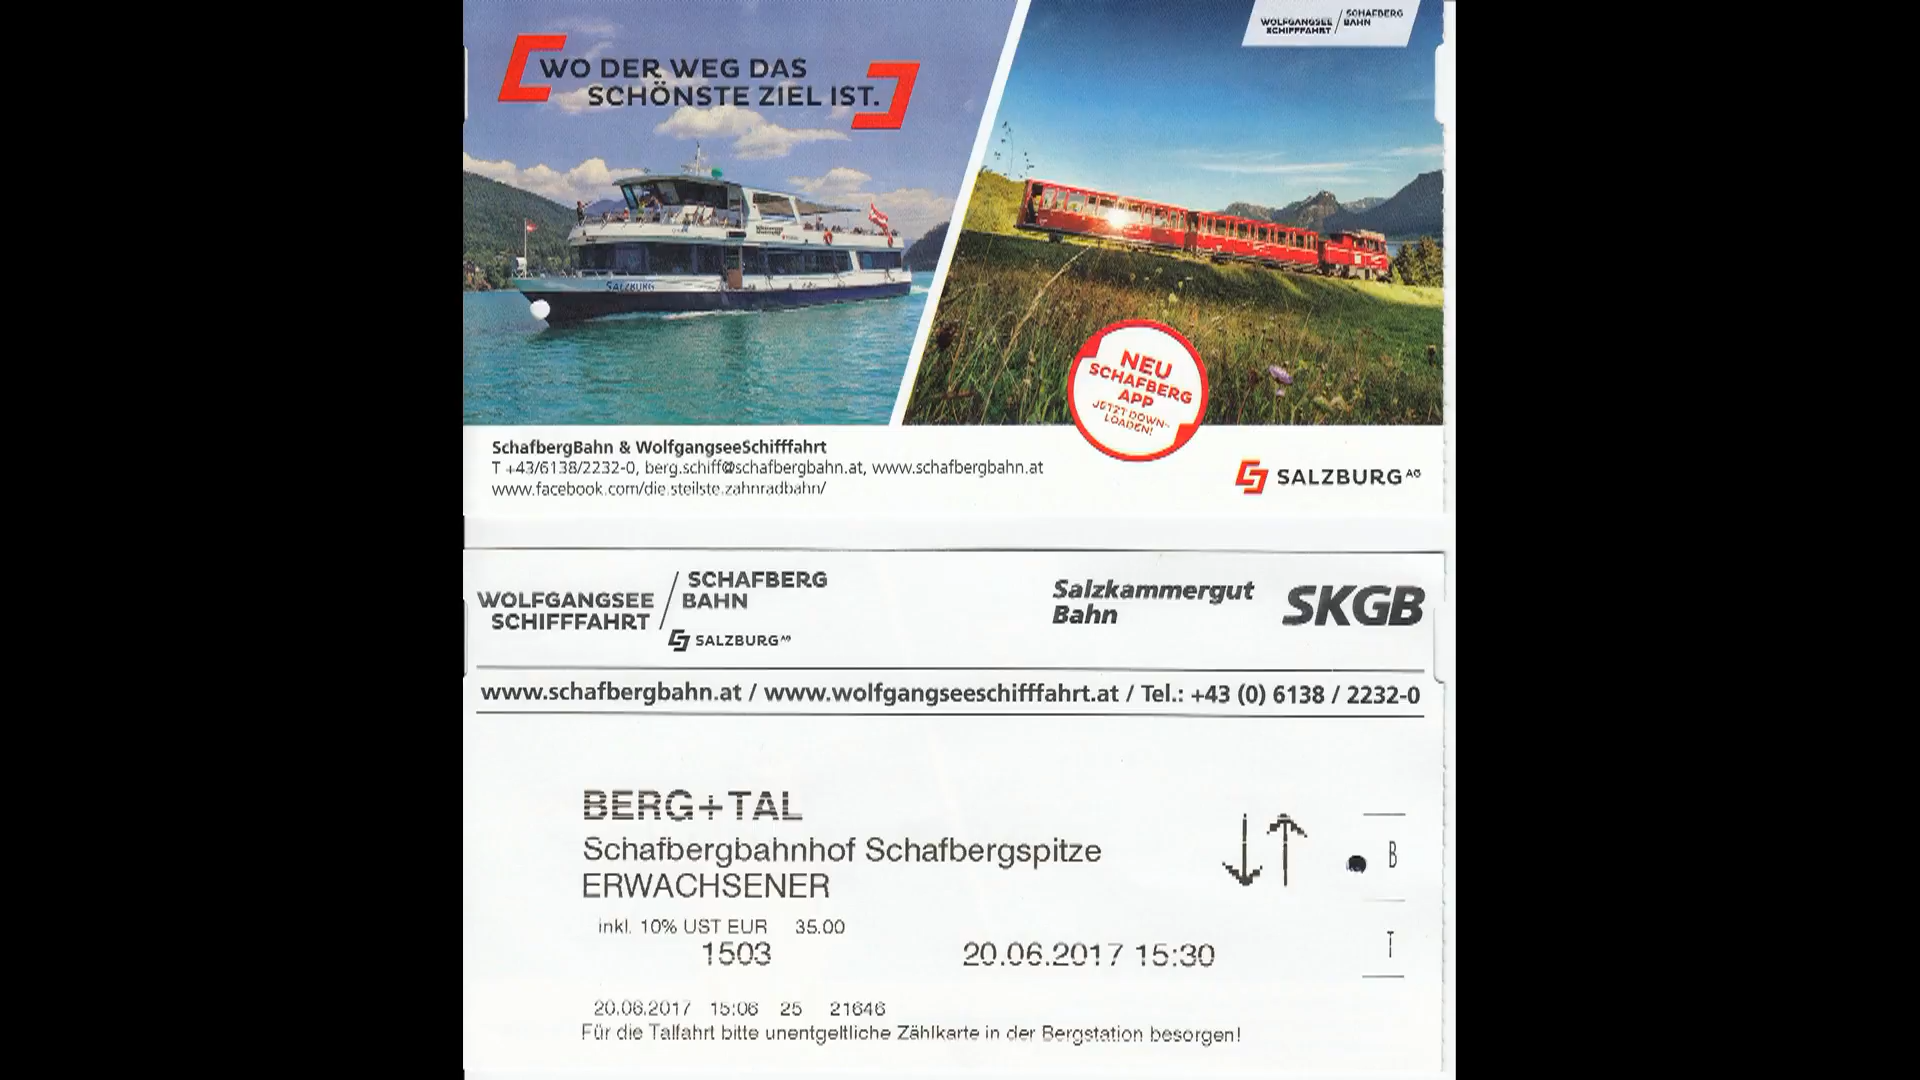 WO DER WEG DAS
SCHÖNSTE ZIEL IST.
WOLFGANGSEE SCHIFFFAHRT / SCHAFBERG BAHN
SALZBURG
NEU
SCHAFBERG
APP
JETZT DOWN-
LOADEN!
SchafbergBahn & WolfgangseeSchifffahrt
T +43/6138/2232-0, berg.schiff@schafbergbahn.at, www.schafbergbahn.at
www.facebook.com/die.steilste.zahnradbahn/
SALZBURG AG
WOLFGANGSEE
SCHIFFFAHRT
SCHAFBERG
BAHN
SALZBURG AG
Salzkammergut
Bahn
SKGB
www.schafbergbahn.at / www.wolfgangseeschifffahrt.at / Tel.: +43 (0) 6138 / 2232-0
BERG+TAL
Schafbergbahnhof Schafbergspitze
ERWACHSENER
B
inkl. 10% UST EUR 35.00
1503 20.06.2017 15:30
T
20.06.2017 15:06 25 21646
Für die Talfahrt bitte unentgeltliche Zählkarte in der Bergstation besorgen!